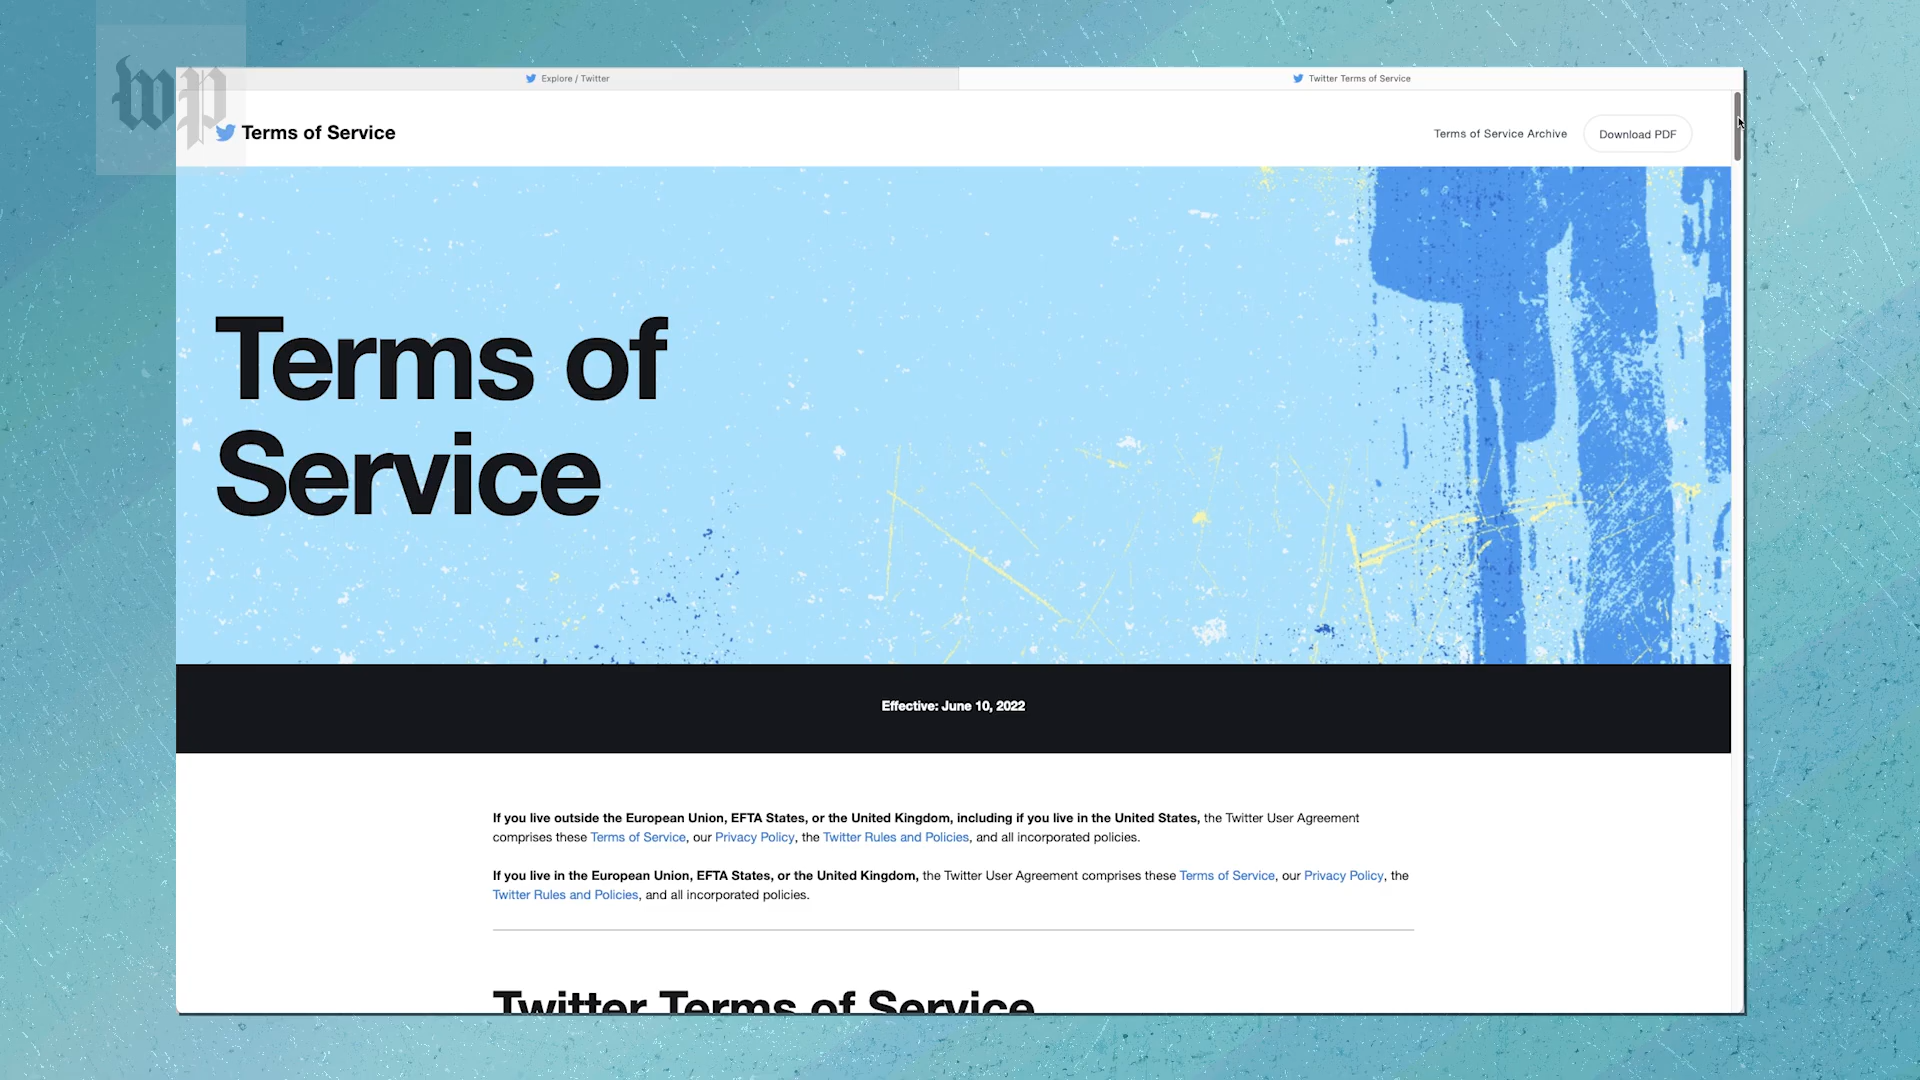 wp
Explore / Twitter
Twitter Terms of Service
Terms of Service
Terms of Service Archive
Download PDF
Terms of
Service
Effective: June 10, 2022
If you live outside the European Union, EFTA States, or the United Kingdom, including if you live in the United States, the Twitter User Agreement
comprises these Terms of Service, our Privacy Policy, the Twitter Rules and Policies, and all incorporated policies.
If you live in the European Union, EFTA States, or the United Kingdom, the Twitter User Agreement comprises these Terms of Service, our Privacy Policy, the
Twitter Rules and Policies, and all incorporated policies.
Twitter Terms of Service